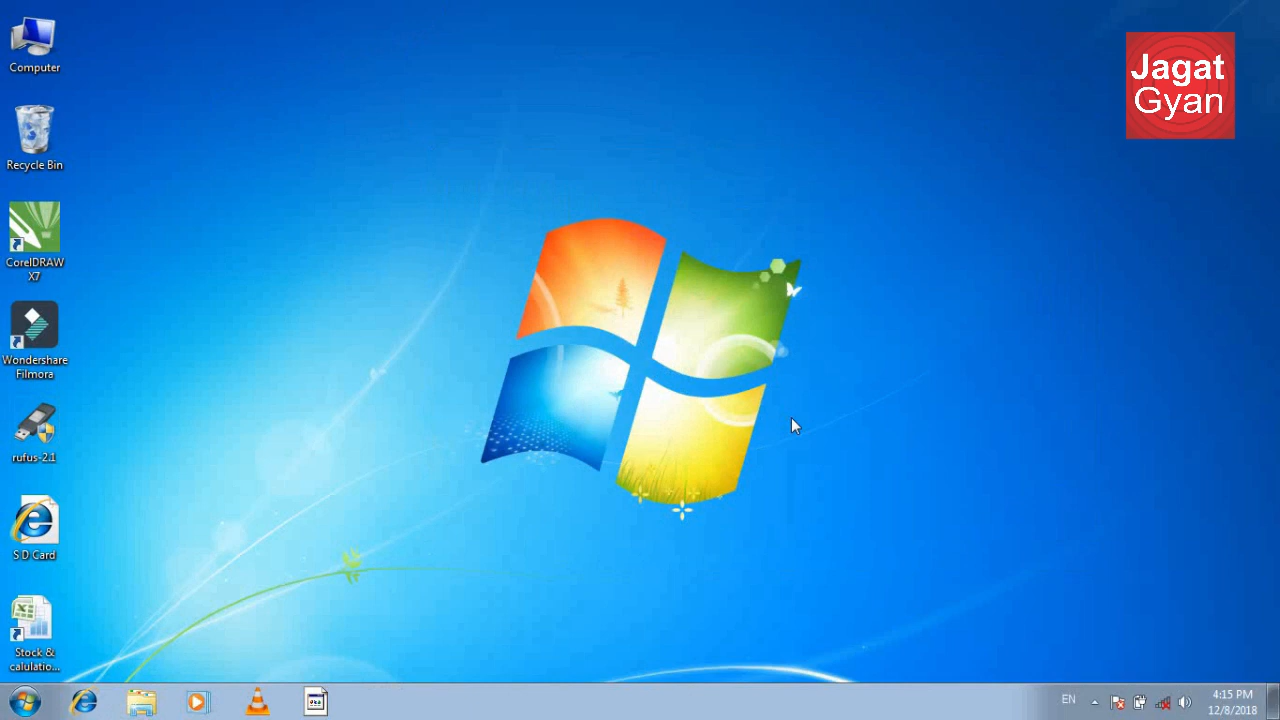 Computer
Recycle Bin
CorelDRAW
X7
Wondershare
Filmora
rufus-2.1
S D Card
Stock &
calulatio...
Jagat
Gyan
EN
4:15 PM
12/8/2018